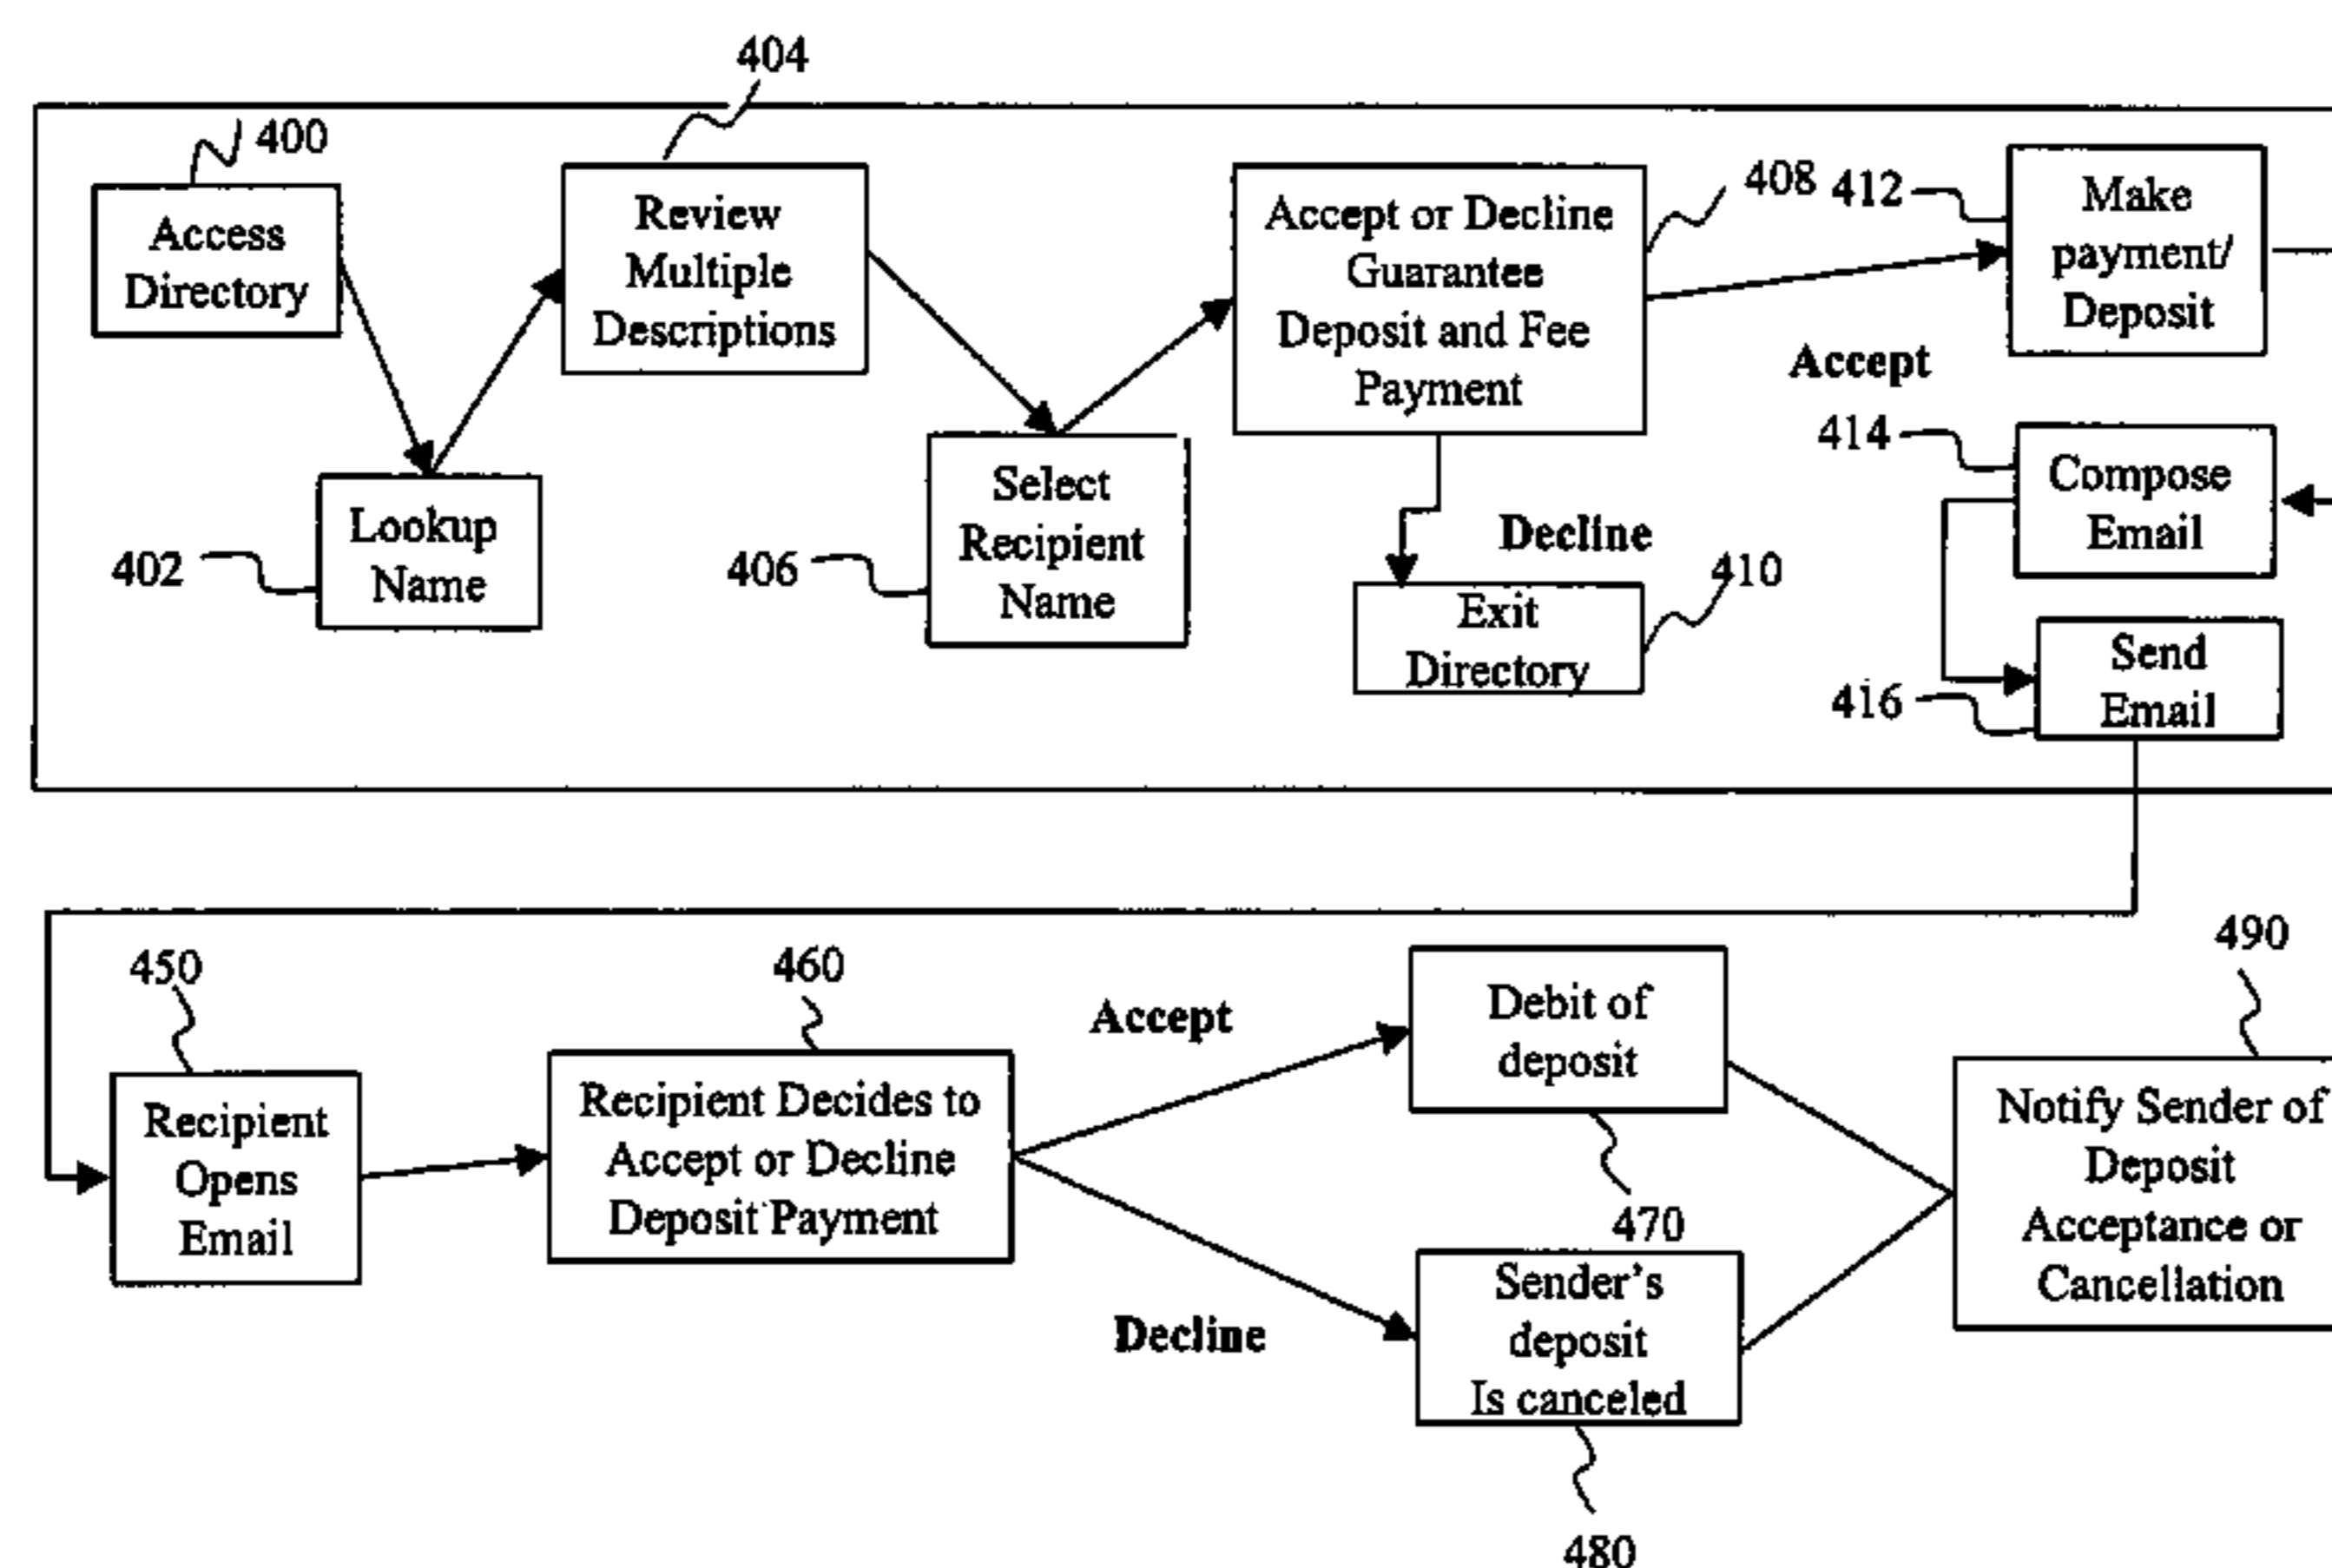 404
400
Access
Directory
Review
Multiple
Descriptions
Accept or Decline
Guarantee
Deposit and Fee
Payment
408
412
Make
payment/
Deposit
Accept
402
Lookup
Name
406
Select
Recipient
Name
Decline
410
Exit
Directory
414
Compose
Email
416
Send
Email
450
Recipient
Opens
Email
460
Recipient Decides to
Accept or Decline
Deposit Payment
Accept
Debit of
deposit
470
Decline
Sender's
deposit
Is canceled
480
490
Notify Sender of
Deposit
Acceptance or
Cancellation